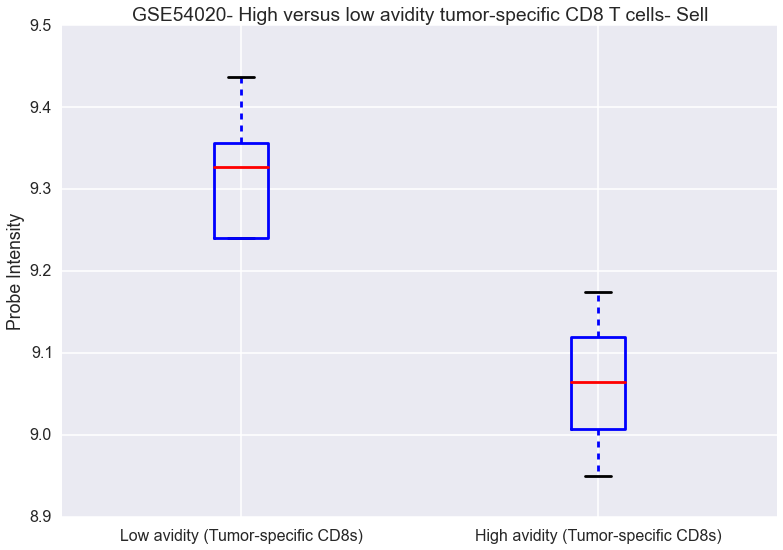 GSE54020- High versus low avidity tumor-specific CD8 T cells- Sell
9.5
9.4
9.3
9.2
9.1
9.0
8.9
Probe Intensity
Low avidity (Tumor-specific CD8s)
High avidity (Tumor-specific CD8s)